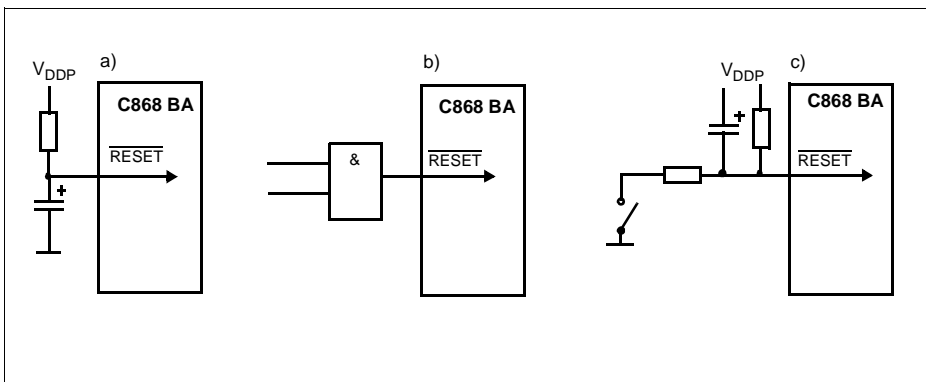 a)
V_DDP
C868 BA
RESET
b)
C868 BA
&
RESET
c)
V_DDP
C868 BA
RESET
+
+